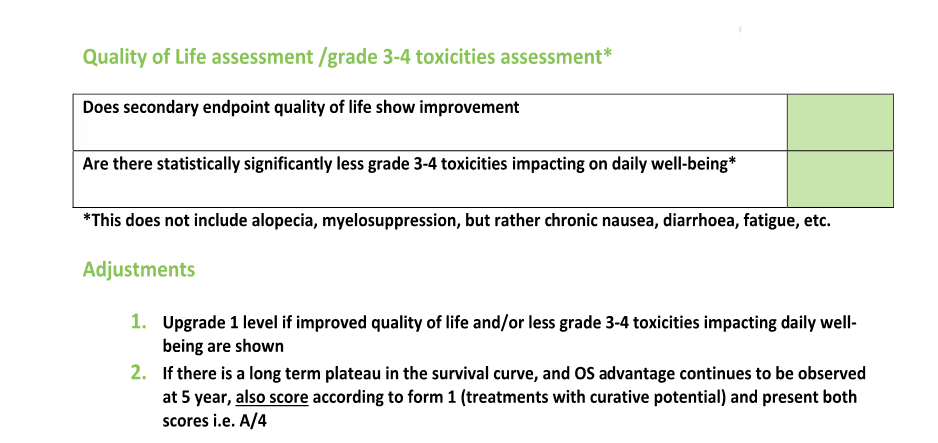 Quality of Life assessment /grade 3-4 toxicities assessment*
Does secondary endpoint quality of life show improvement
Are there statistically significantly less grade 3-4 toxicities impacting on daily well-being*
*This does not include alopecia, myelosuppression, but rather chronic nausea, diarrhoea, fatigue, etc.
Adjustments
1. Upgrade 1 level if improved quality of life and/or less grade 3-4 toxicities impacting daily well-
being are shown
2. If there is a long term plateau in the survival curve, and OS advantage continues to be observed
at 5 year, also score according to form 1 (treatments with curative potential) and present both
scores i.e. A/4